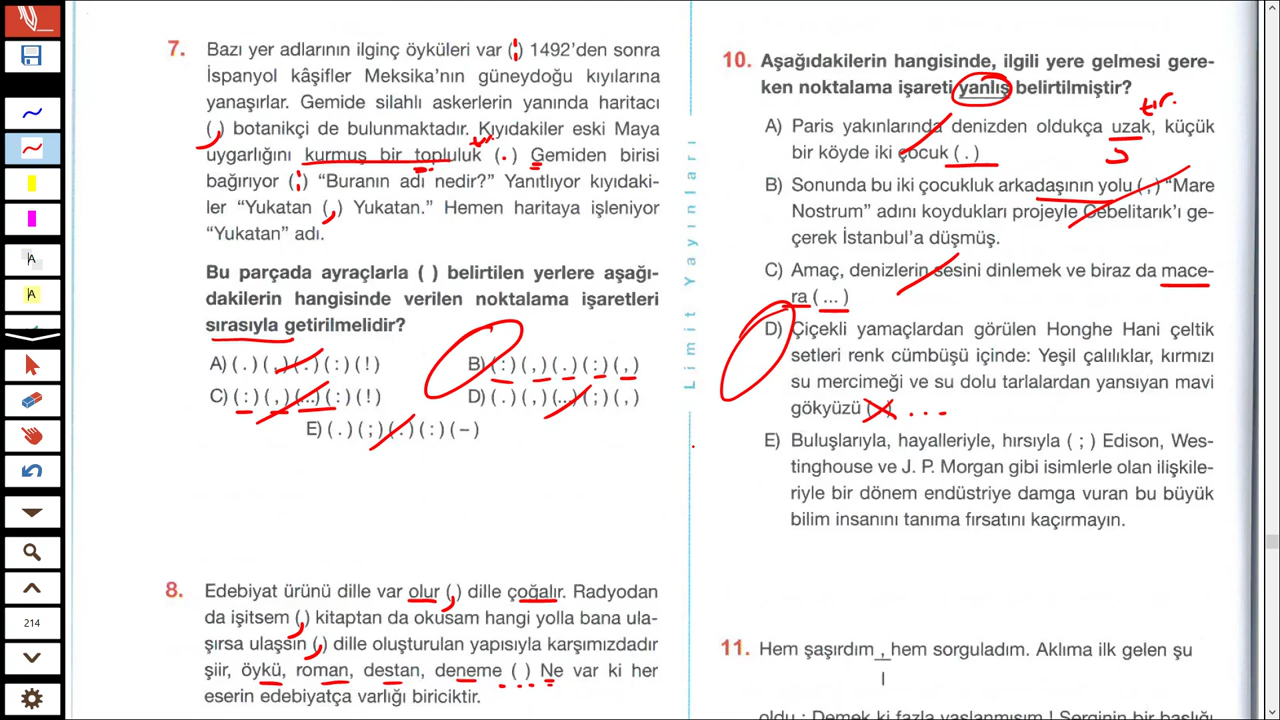 7. Bazı yer adlarının ilginç öyküleri var (:) 1492’den sonra
İspanyol kâşifler Meksika’nın güneydoğu kıyılarına
yanaşırlar. Gemide silahlı askerlerin yanında haritacı
(,) botanikçi de bulunmaktadır. Kıyıdakiler eski Maya
uygarlığını kurmuş bir topluluk (.) Gemiden birisi
bağırıyor (:) “Buranın adı nedir?” Yanıtlıyor kıyıdaki-
ler “Yukatan (,) Yukatan.” Hemen haritaya işleniyor
“Yukatan” adı.
Bu parçada ayraçlarla ( ) belirtilen yerlere aşağı-
dakilerin hangisinde verilen noktalama işaretleri
sırasıyla getirilmelidir?
A) ( . ) ( , ) ( . ) ( : ) ( ! )
B) ( : ) ( , ) ( . ) ( : ) ( , )
C) ( : ) ( , ) (...) ( : ) ( ! )
D) ( . ) ( , ) (...) ( ; ) ( , )
E) ( . ) ( ; ) ( . ) ( : ) ( – )
8. Edebiyat ürünü dille var olur (,) dille çoğalır. Radyodan
da işitsem (,) kitaptan da okusam hangi yolla bana ula-
şırsa ulaşsın (,) dille oluşturulan yapısıyla karşımızdadır
şiir, öykü, roman, destan, deneme ( ) Ne var ki her
...
eserin edebiyatça varlığı biriciktir.
Limit Yayınları
10. Aşağıdakilerin hangisinde, ilgili yere gelmesi gere-
ken noktalama işareti yanlış belirtilmiştir?
tır.
A) Paris yakınlarında denizden oldukça uzak, küçük
bir köyde iki çocuk ( . )
B) Sonunda bu iki çocukluk arkadaşının yolu ( , ) “Mare
Nostrum” adını koydukları projeyle Cebelitarık’ı ge-
çerek İstanbul’a düşmüş.
C) Amaç, denizlerin sesini dinlemek ve biraz da mace-
ra ( ... )
D) Çiçekli yamaçlardan görülen Honghe Hani çeltik
setleri renk cümbüşü içinde: Yeşil çalılıklar, kırmızı
su mercimeği ve su dolu tarlalardan yansıyan mavi
gökyüzü ...
E) Buluşlarıyla, hayalleriyle, hırsıyla ( ; ) Edison, Wes-
tinghouse ve J. P. Morgan gibi isimlerle olan ilişkile-
riyle bir dönem endüstriye damga vuran bu büyük
bilim insanını tanıma fırsatını kaçırmayın.
11. Hem şaşırdım , hem sorguladım. Aklıma ilk gelen şu
I
oldu : Demek ki fazla yaslanmışım ! Serginin bir başlığı
A
A
214